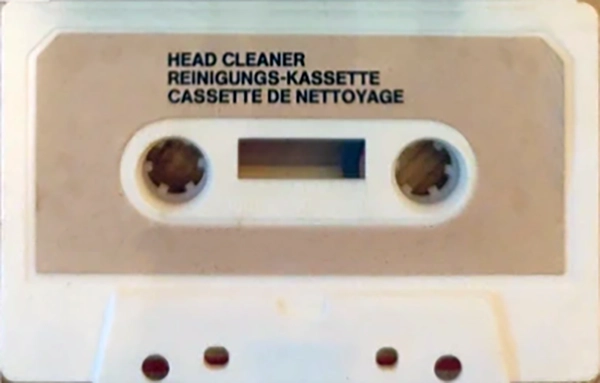 HEAD CLEANER
REINIGUNGS-KASSETTE
CASSETTE DE NETTOYAGE